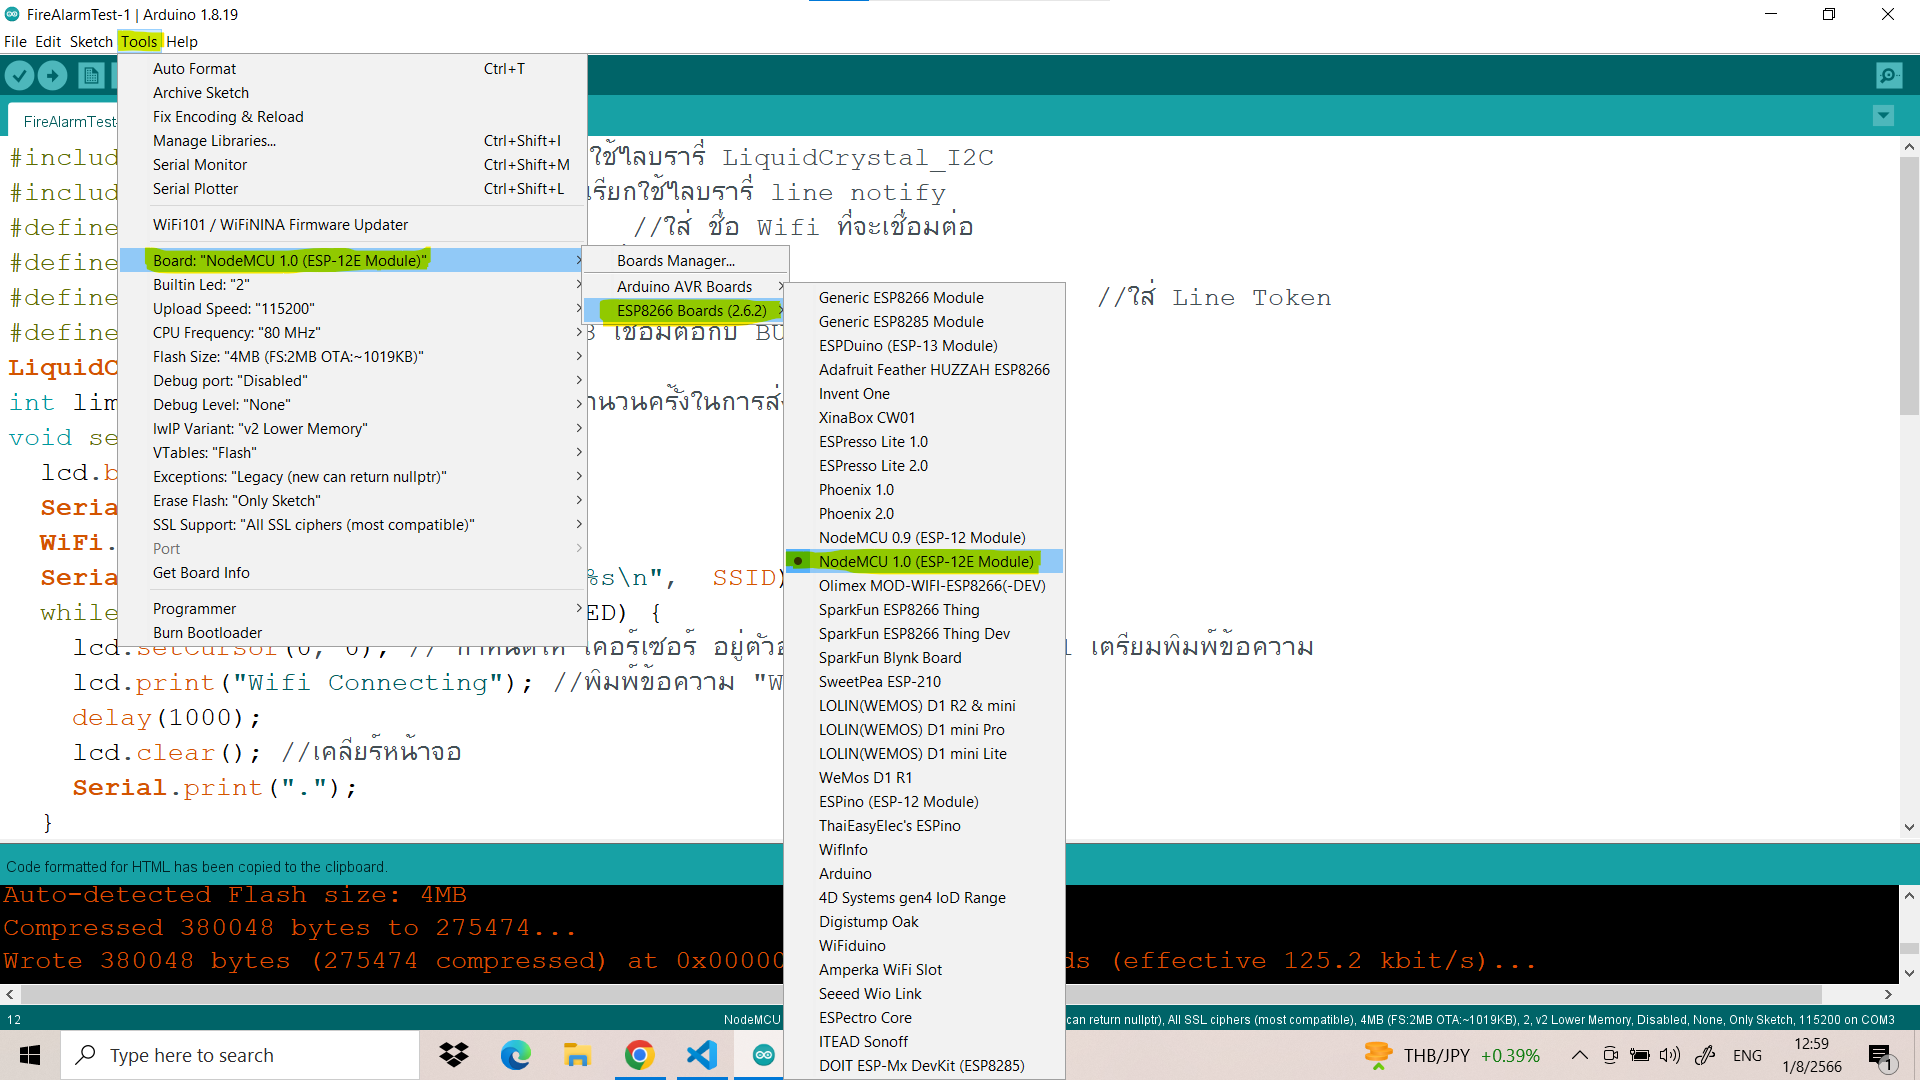 FireAlarmTest-1 | Arduino 1.8.19
File Edit Sketch Tools Help
Auto Format Ctrl+T
Archive Sketch
Fix Encoding & Reload
Manage Libraries... Ctrl+Shift+I
Serial Monitor Ctrl+Shift+M
Serial Plotter Ctrl+Shift+L
WiFi101 / WiFiNINA Firmware Updater
Board: "NodeMCU 1.0 (ESP-12E Module)"
Builtin Led: "2"
Upload Speed: "115200"
CPU Frequency: "80 MHz"
Flash Size: "4MB (FS:2MB OTA:~1019KB)"
Debug port: "Disabled"
Debug Level: "None"
lwIP Variant: "v2 Lower Memory"
VTables: "Flash"
Exceptions: "Legacy (new can return nullptr)"
Erase Flash: "Only Sketch"
SSL Support: "All SSL ciphers (most compatible)"
Port
Get Board Info
Programmer
Burn Bootloader
Boards Manager...
Arduino AVR Boards
ESP8266 Boards (2.6.2)
Generic ESP8266 Module
Generic ESP8285 Module
ESPDuino (ESP-13 Module)
Adafruit Feather HUZZAH ESP8266
Invent One
XinaBox CW01
ESPresso Lite 1.0
ESPresso Lite 2.0
Phoenix 1.0
Phoenix 2.0
NodeMCU 0.9 (ESP-12 Module)
NodeMCU 1.0 (ESP-12E Module)
Olimex MOD-WIFI-ESP8266(-DEV)
SparkFun ESP8266 Thing
SparkFun ESP8266 Thing Dev
SparkFun Blynk Board
SweetPea ESP-210
LOLIN(WEMOS) D1 R2 & mini
LOLIN(WEMOS) D1 mini Pro
LOLIN(WEMOS) D1 mini Lite
WeMos D1 R1
ESPino (ESP-12 Module)
ThaiEasyElec's ESPino
WifInfo
Arduino
4D Systems gen4 IoD Range
Digistump Oak
WiFiduino
Amperka WiFi Slot
Seeed Wio Link
ESPectro Core
ITEAD Sonoff
DOIT ESP-Mx DevKit (ESP8285)
FireAlarmTest
#includ ใช้ไลบรารี่ LiquidCrystal_I2C
#includ เรียกใช้ไลบรารี่ line notify
#define //ใส่ ชื่อ Wifi ที่จะเชื่อมต่อ
#define
#define //ใส่ Line Token
#define 3 เชื่อมต่อกับ BU
LiquidC
int lim านวนครั้งในการส่
void se
lcd.b
Seria
WiFi.
Seria %s\n", SSID)
while ED) {
lcd.setCursor(0, 0); // กำหนดให้ เคอร์เซอร์ อยู่ตัวอ 1 เตรียมพิมพ์ข้อความ
lcd.print("Wifi Connecting"); //พิมพ์ข้อความ "W
delay(1000);
lcd.clear(); //เคลียร์หน้าจอ
Serial.print(".");
}
Code formatted for HTML has been copied to the clipboard.
Auto-detected Flash size: 4MB
Compressed 380048 bytes to 275474...
Wrote 380048 bytes (275474 compressed) at 0x00000 ds (effective 125.2 kbit/s)...
12 NodeMCU can return nullptr), All SSL ciphers (most compatible), 4MB (FS:2MB OTA:~1019KB), 2, v2 Lower Memory, Disabled, None, Only Sketch, 115200 on COM3
Type here to search THB/JPY +0.39% ENG 12:59
1/8/2566
1